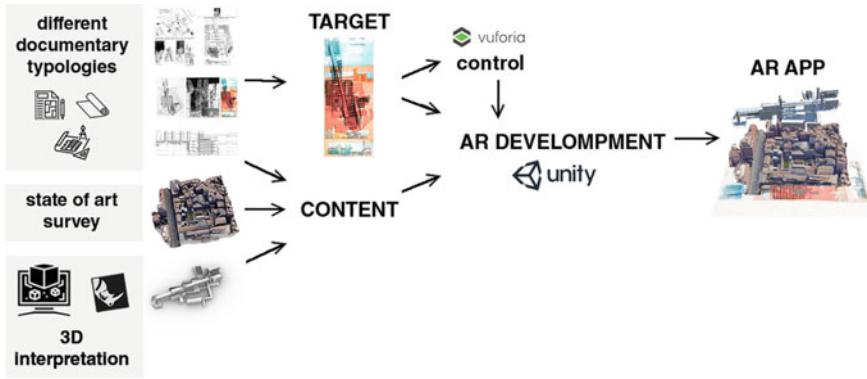 different
documentary
typologies
TARGET
vuforia
control
AR APP
AR DEVELOMPMENT
unity
state of art
survey
CONTENT
3D
interpretation